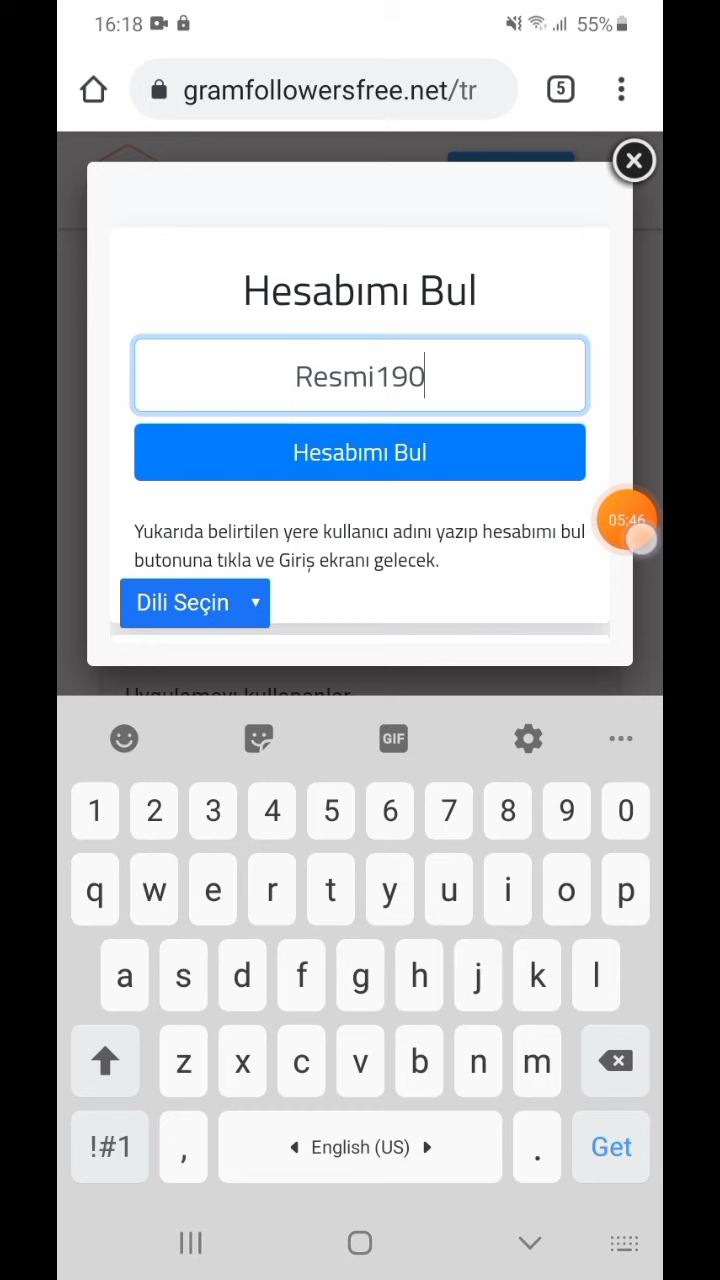 16:18 55%
gramfollowersfree.net/tr 5
Hesabımı Bul
Resmi190
Hesabımı Bul
Yukarıda belirtilen yere kullanıcı adını yazıp hesabımı bul
butonuna tıkla ve Giriş ekranı gelecek.
05:46
Dili Seçin
Uygulamayı kullananlar
GIF
1 2 3 4 5 6 7 8 9 0
q w e r t y u i o p
a s d f g h j k l
z x c v b n m
!#1 , English (US) . Get